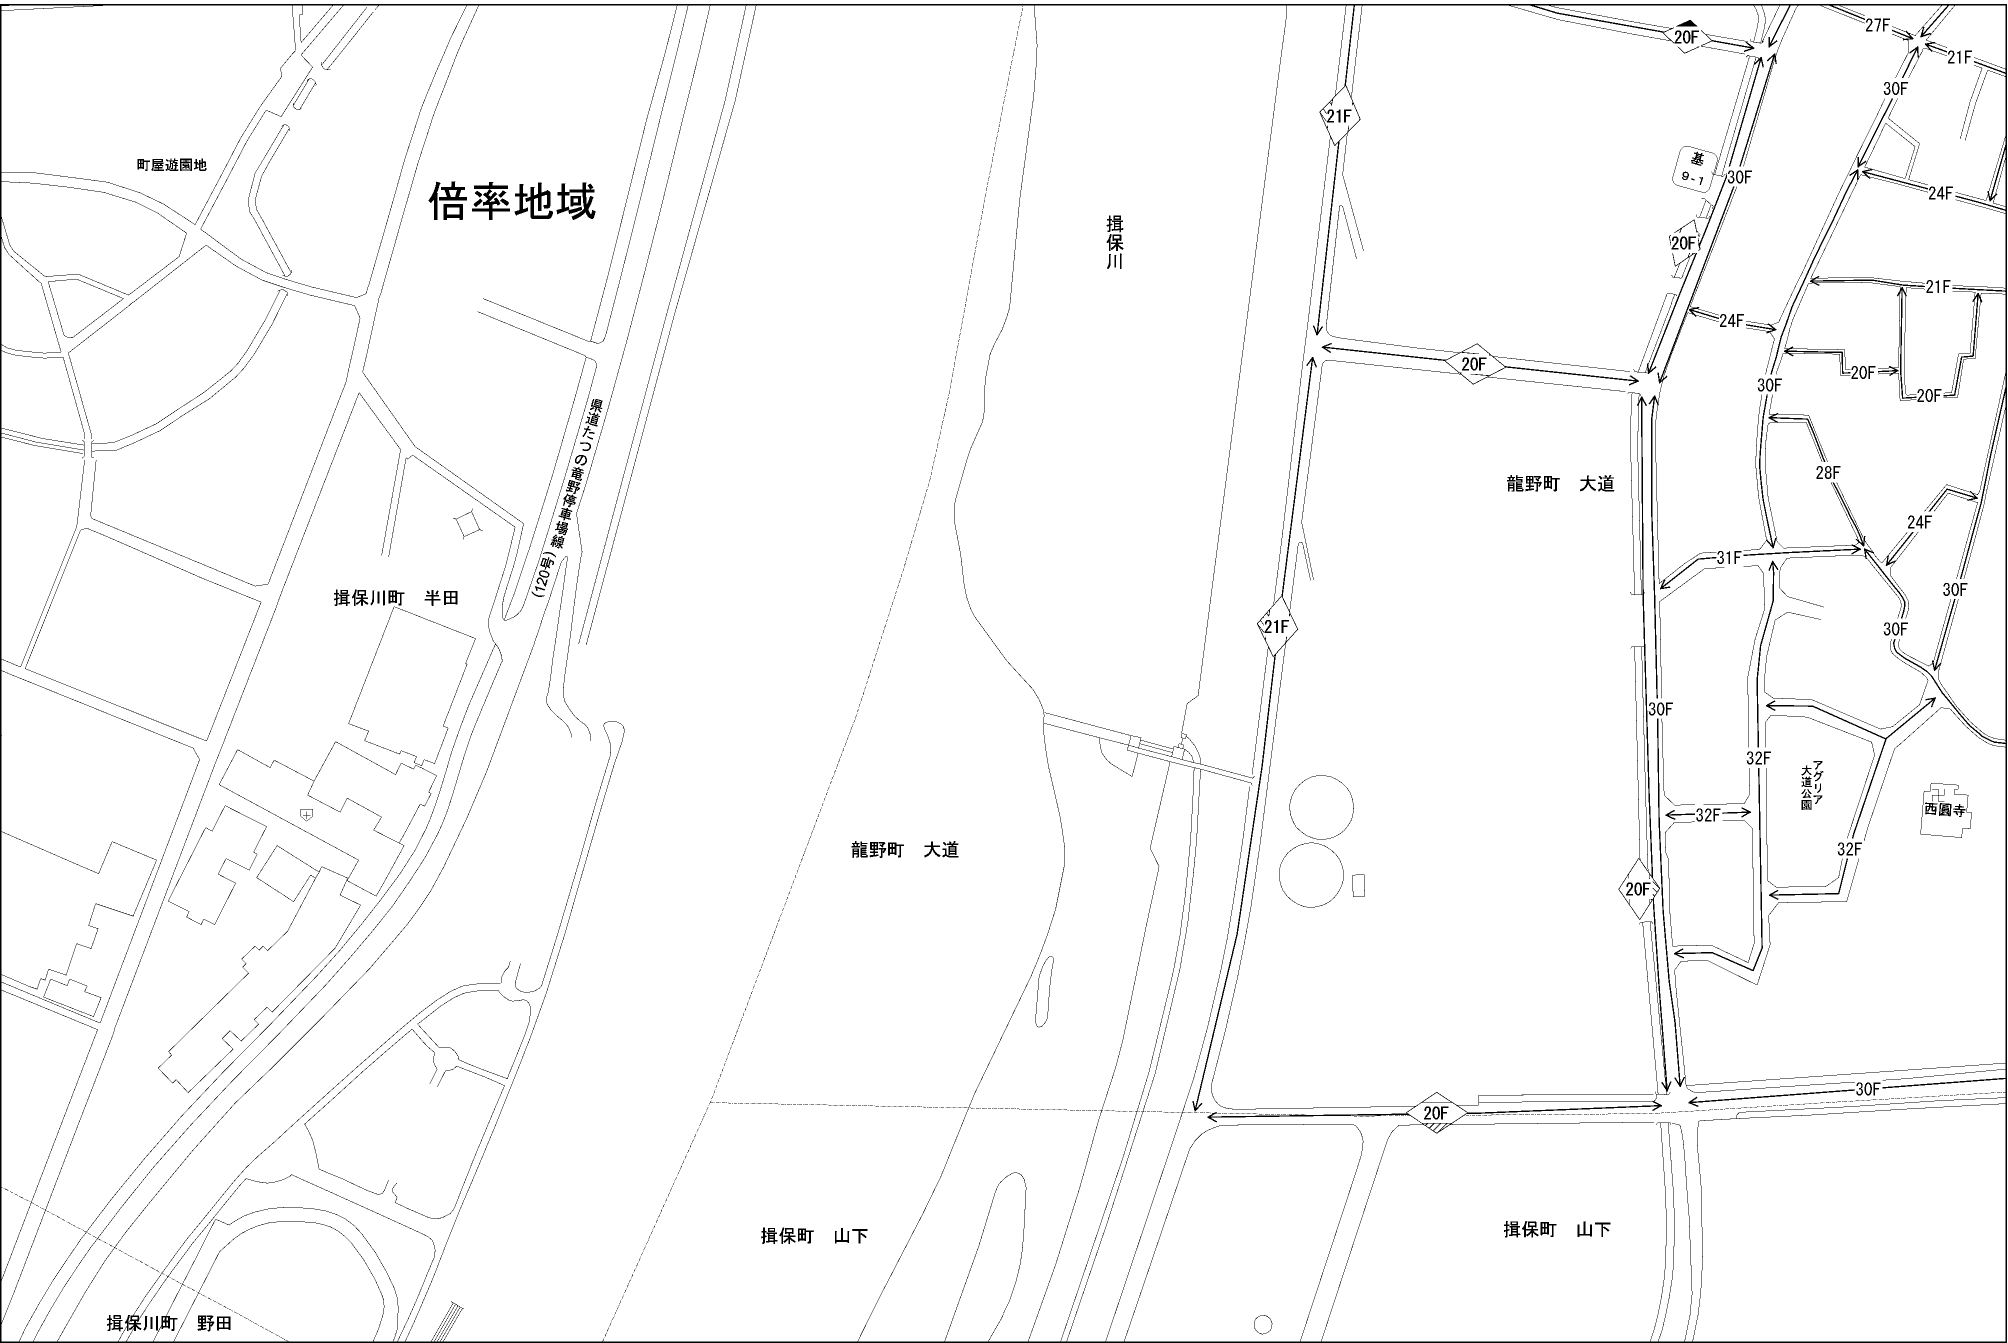 27F
20F
21F
30F
21F
基
9-1
町屋遊園地
30F
24F
倍率地域
揖保川
20F
21F
24F
20F
30F
20F
20F
県道たつの竜野停車場線
(120号)
28F
龍野町　大道
24F
31F
30F
揖保川町　半田
21F
30F
30F
32F
アグリア
大道公園
西圓寺
32F
龍野町　大道
32F
20F
30F
20F
揖保町　山下
揖保町　山下
揖保川町　野田